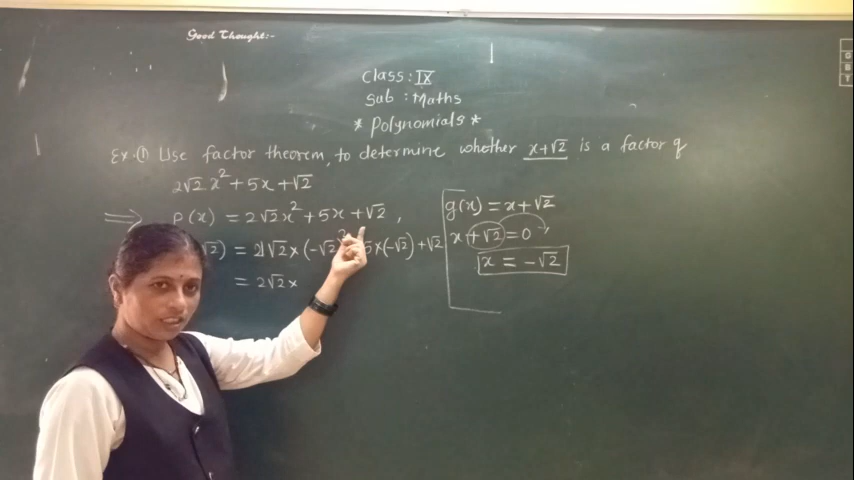 Good Thought:-
Class: IX
Sub : Maths
* Polynomials *
Ex.(1) Use factor theorem, to determine whether x+√2 is a factor of
2√2 x² + 5x + √2
⇒ P(x) = 2√2x² + 5x + √2 ,
√2) = 2√2 × (-√2)² 5×(-√2) + √2
= 2√2 ×
g(x) = x + √2
x + √2 = 0
x = -√2
G
B
T